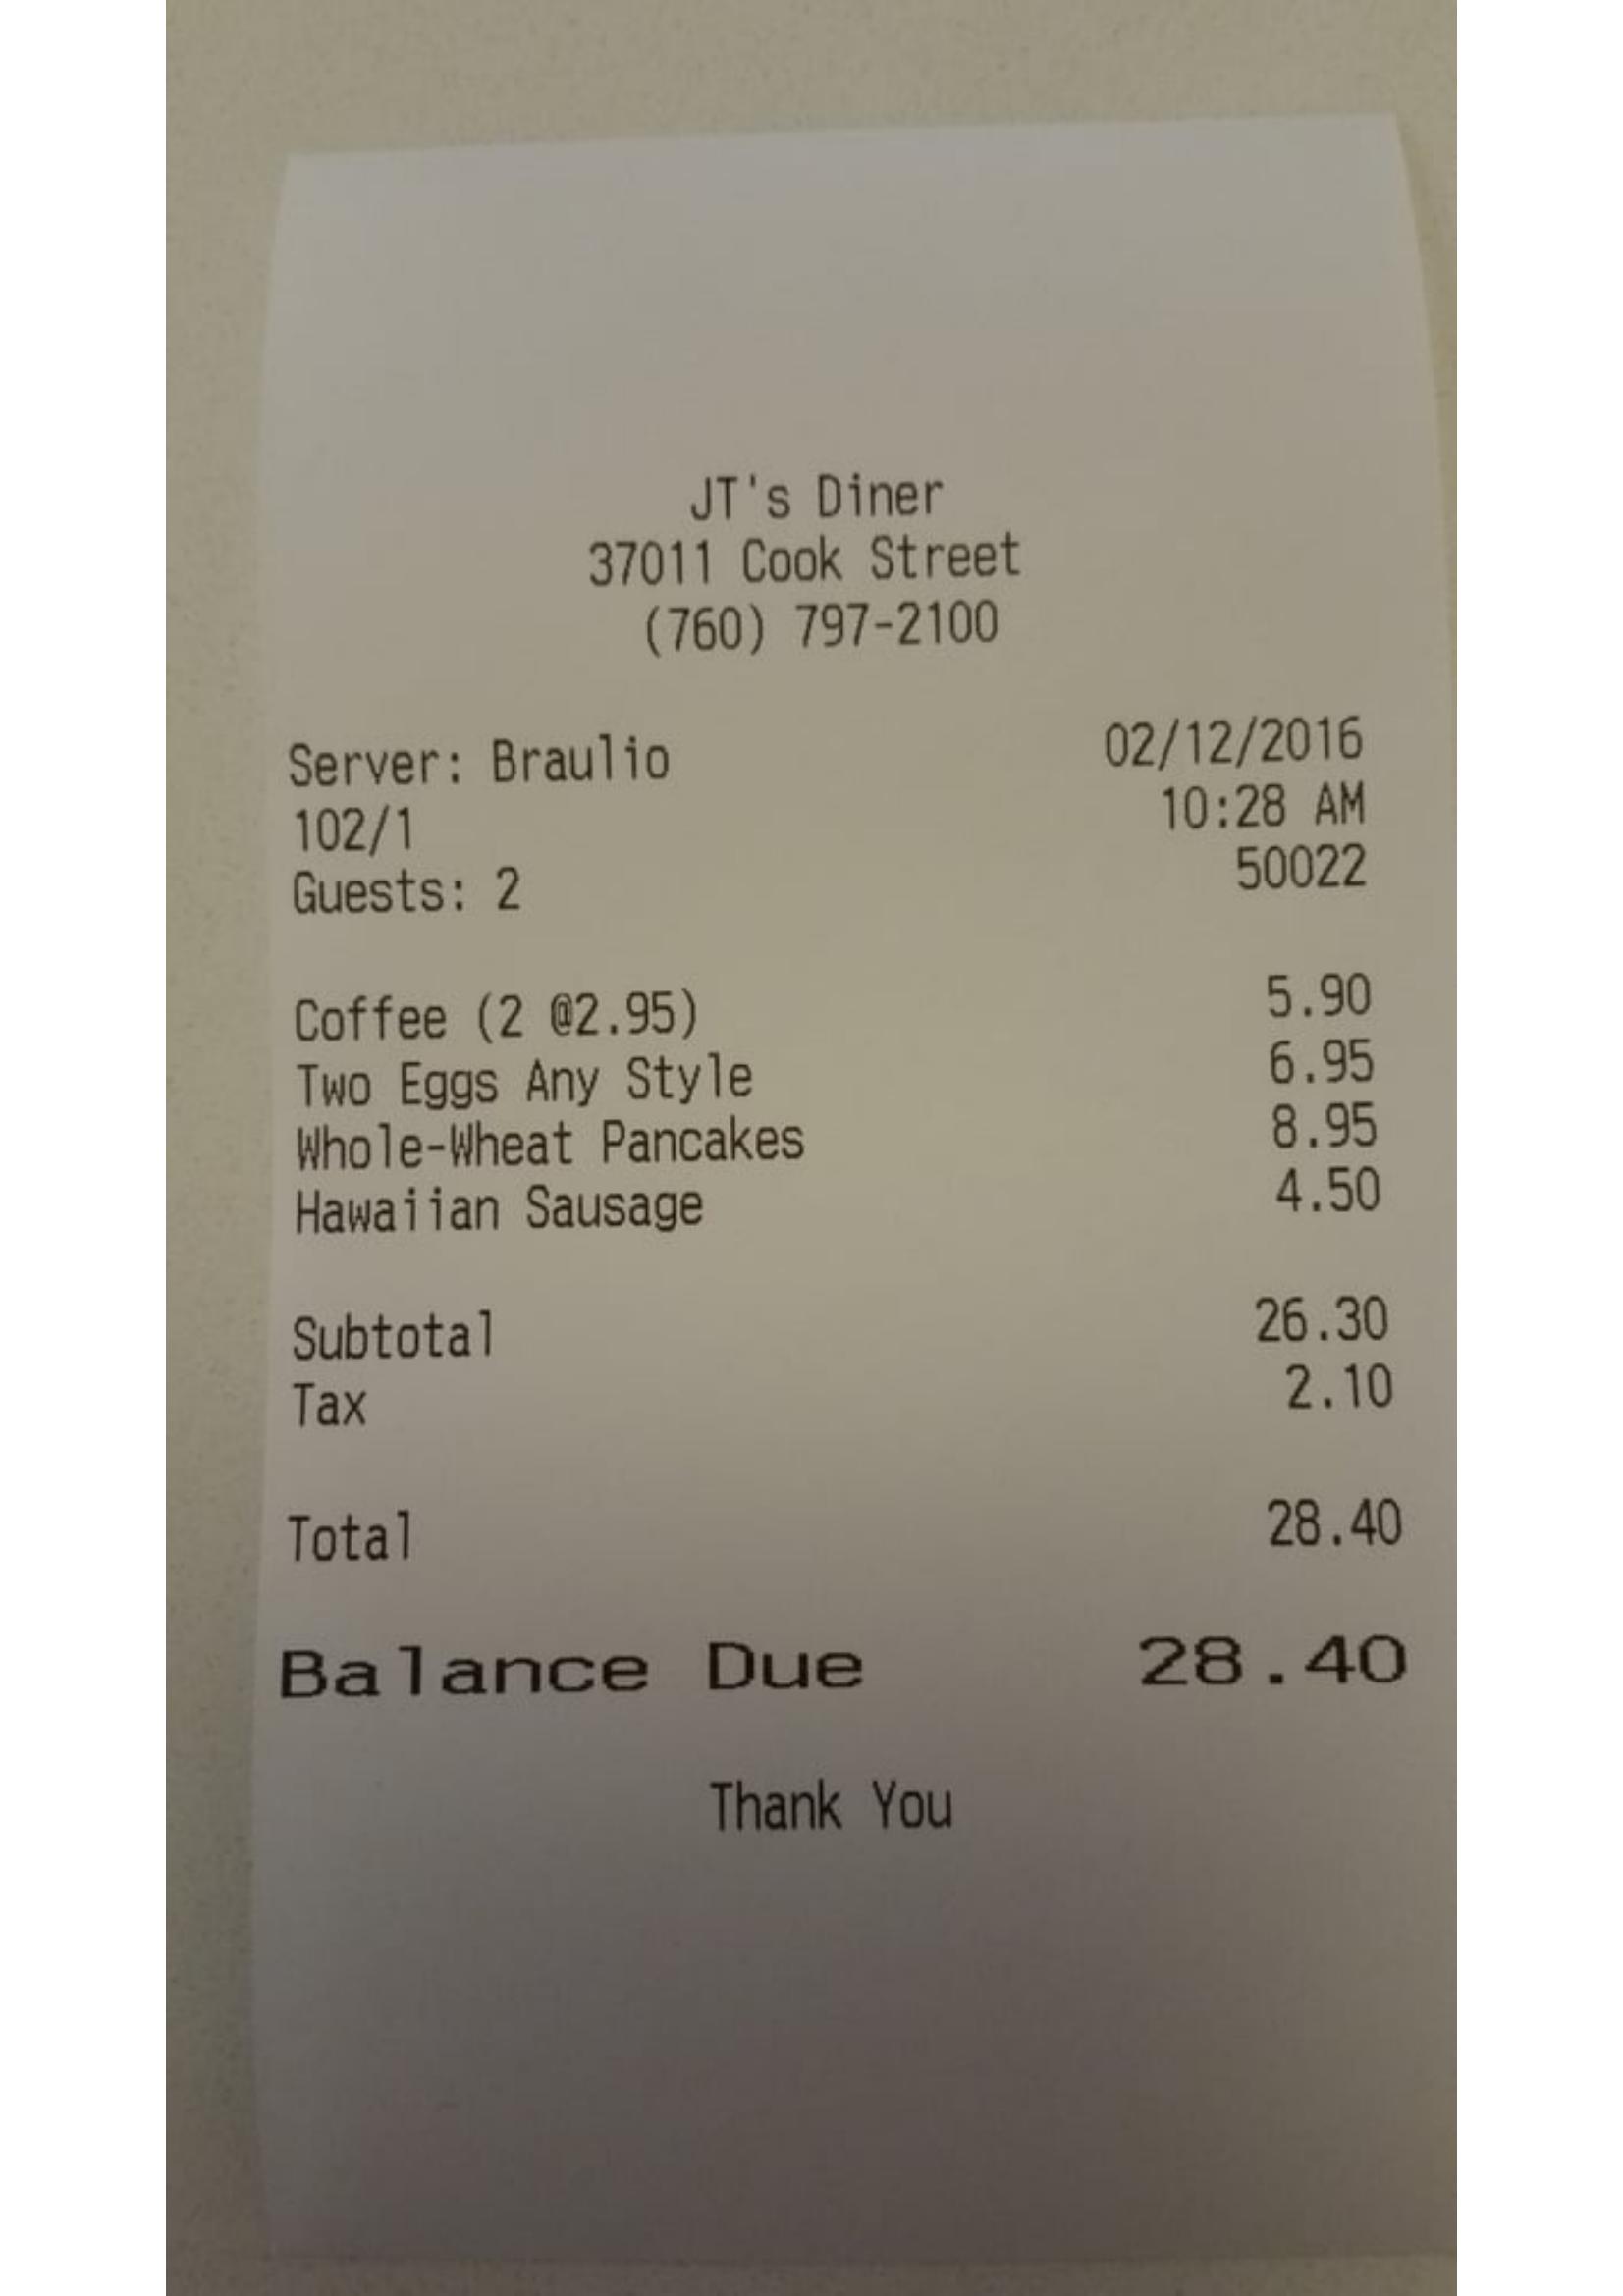 JT's Diner
37011 Cook Street
(760) 797-2100
Server: Braulio 02/12/2016
102/1 10:28 AM
Guests: 2 50022
Coffee (2 @2.95) 5.90
Two Eggs Any Style 6.95
Whole-Wheat Pancakes 8.95
Hawaiian Sausage 4.50
Subtotal 26.30
Tax 2.10
Total 28.40
Balance Due 28.40
Thank You